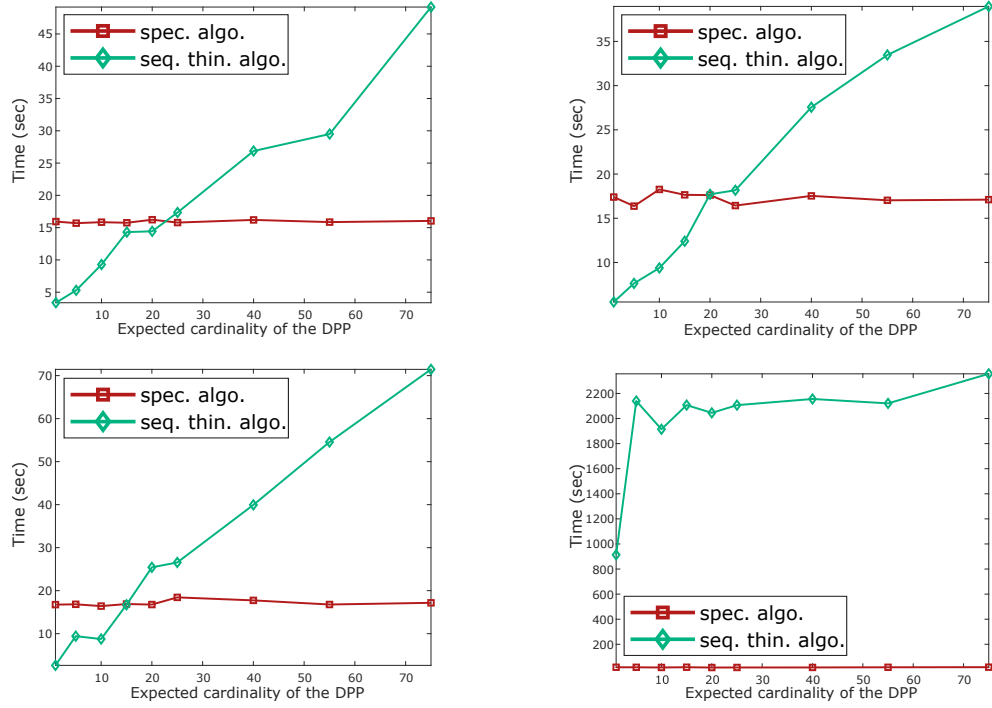 spec. algo.
seq. thin. algo.
45
40
35
30
25
20
15
10
5
Time (sec)
10 20 30 40 50 60 70
Expected cardinality of the DPP
spec. algo.
seq. thin. algo.
35
30
25
20
15
10
Time (sec)
10 20 30 40 50 60 70
Expected cardinality of the DPP
spec. algo.
seq. thin. algo.
70
60
50
40
30
20
10
Time (sec)
10 20 30 40 50 60 70
Expected cardinality of the DPP
2200
2000
1800
1600
1400
1200
1000
800
600
400
200
Time (sec)
spec. algo.
seq. thin. algo.
10 20 30 40 50 60 70
Expected cardinality of the DPP